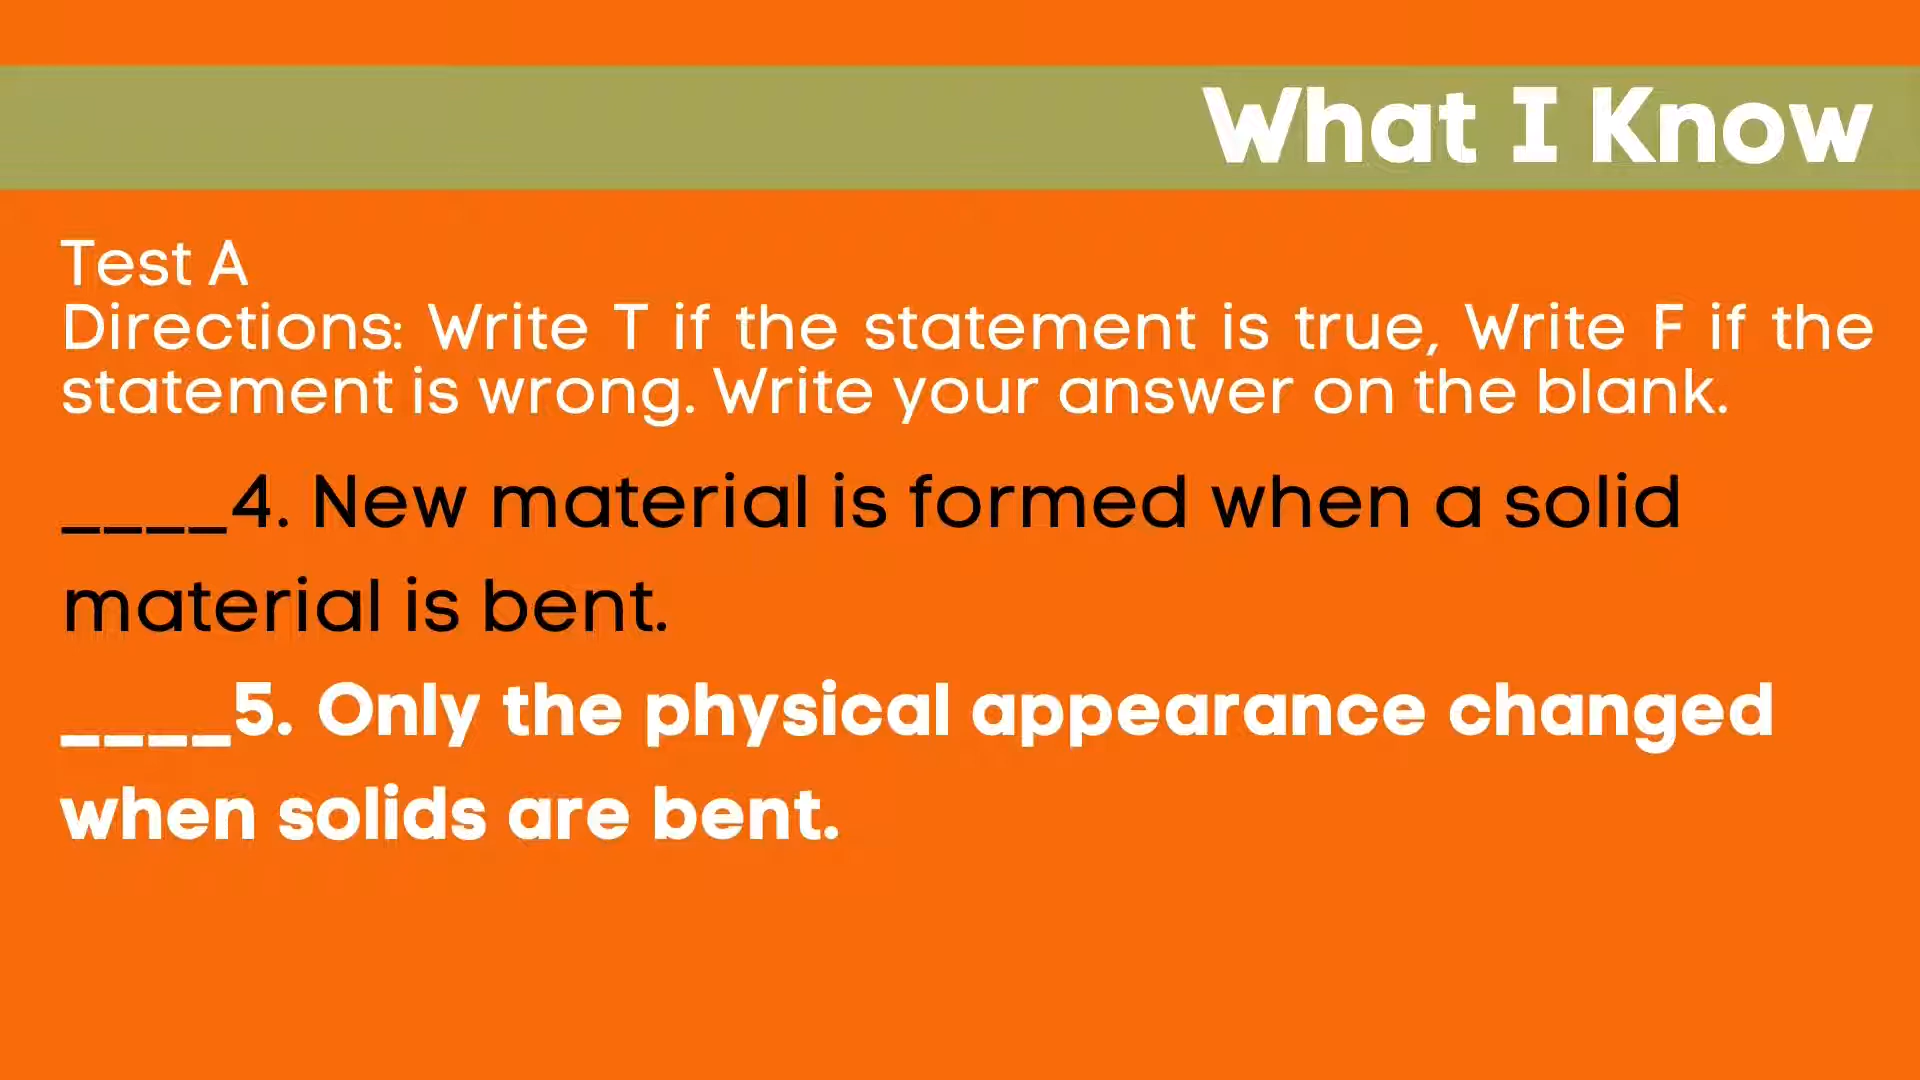 What I Know
Test A
Directions: Write T if the statement is true, Write F if the
statement is wrong. Write your answer on the blank.
____4. New material is formed when a solid
material is bent.
____5. Only the physical appearance changed
when solids are bent.